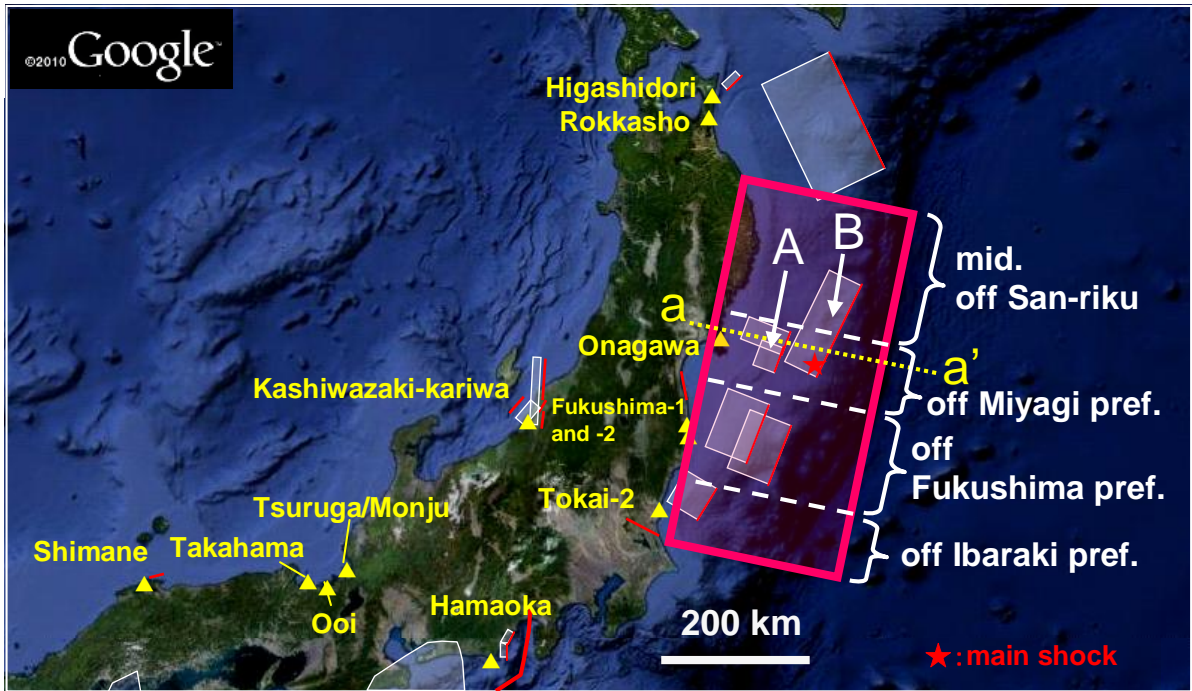 ©2010 Google™
Higashidori
Rokkasho
B
A
mid.
off San-riku
a
Onagawa
a'
Kashiwazaki-kariwa
off Miyagi pref.
Fukushima-1
and -2
off
Fukushima pref.
Tokai-2
Tsuruga/Monju
Shimane
Takahama
off Ibaraki pref.
Ooi
Hamaoka
200 km
★:main shock